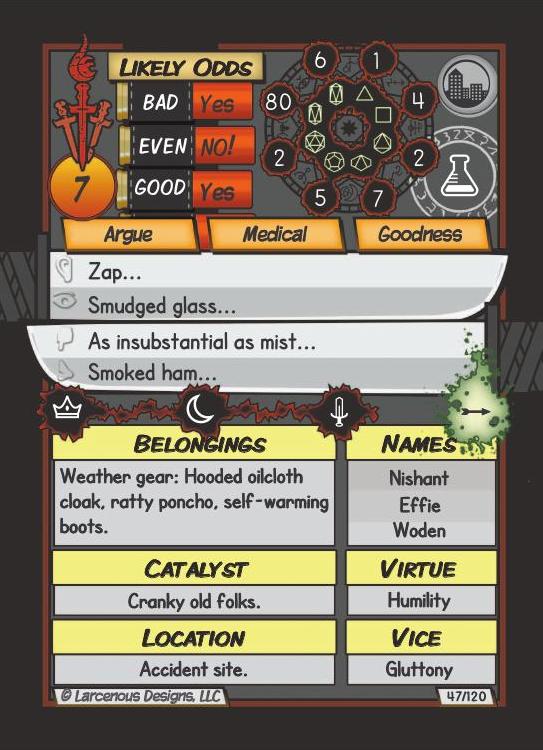 LIKELY ODDS
BAD Yes
EVEN NO!
GOOD Yes
7
6 1
80 4
2 2
5 7
Argue Medical Goodness
Zap...
Smudged glass...
As insubstantial as mist...
Smoked ham...
BELONGINGS
Weather gear: Hooded oilcloth
cloak, ratty poncho, self-warming
boots.
NAMES
Nishant
Effie
Woden
CATALYST
Cranky old folks.
VIRTUE
Humility
LOCATION
Accident site.
VICE
Gluttony
© Larcenous Designs, LLC
47/120